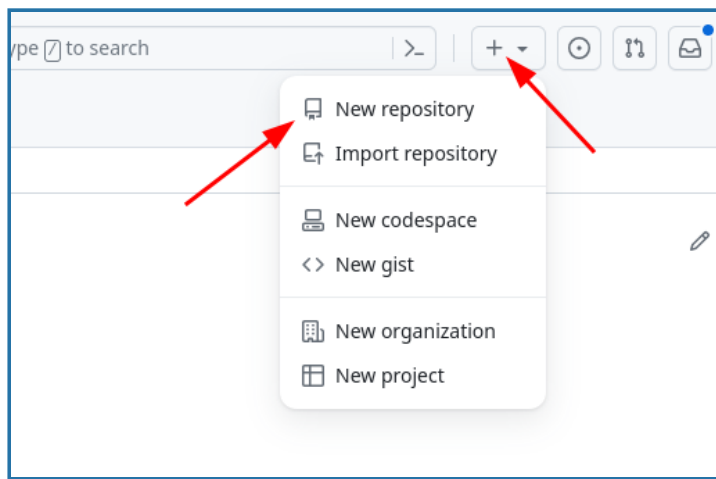 ype / to search
New repository
Import repository
New codespace
New gist
New organization
New project